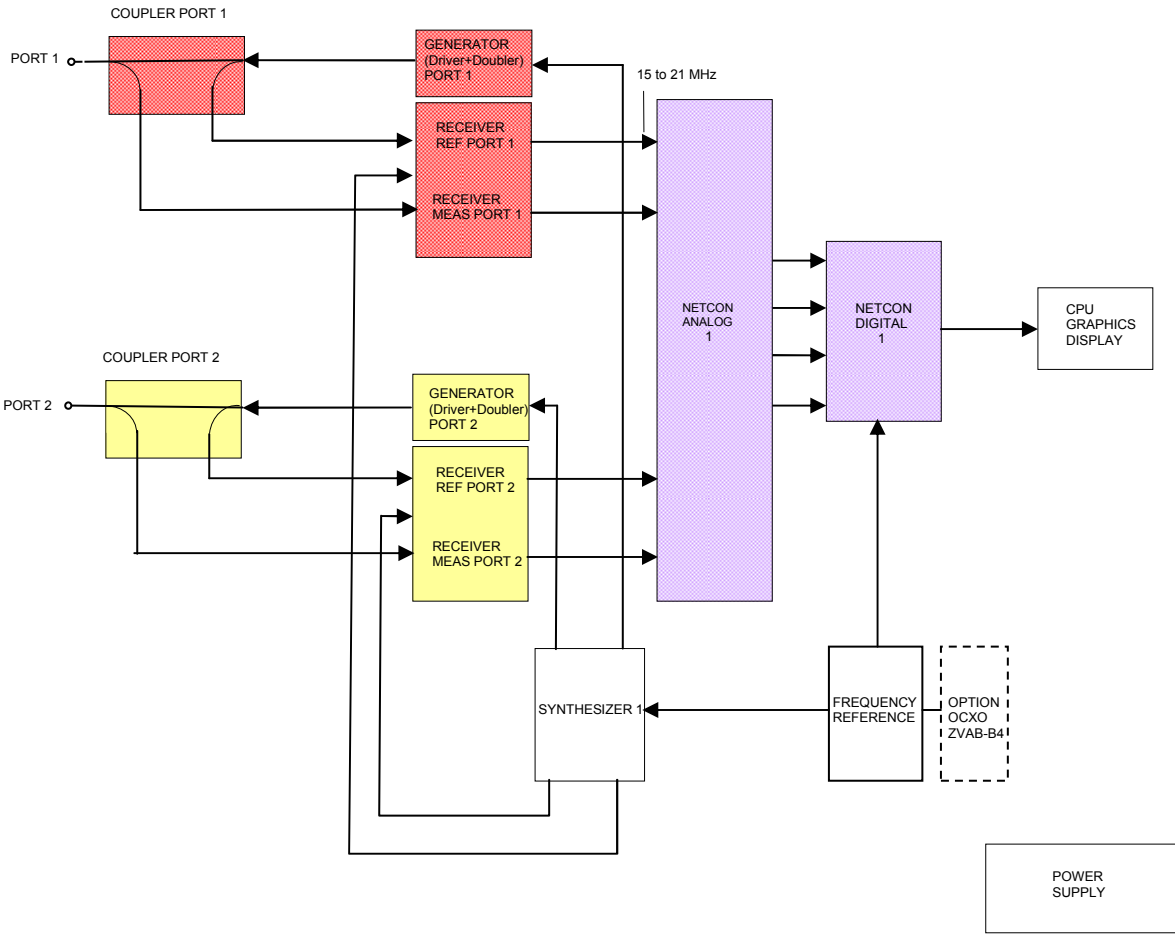 COUPLER PORT 1
PORT 1
GENERATOR
(Driver+Doubler)
PORT 1
15 to 21 MHz
RECEIVER
REF PORT 1
RECEIVER
MEAS PORT 1
NETCON
ANALOG
1
NETCON
DIGITAL
1
CPU
GRAPHICS
DISPLAY
COUPLER PORT 2
PORT 2
GENERATOR
(Driver+Doubler)
PORT 2
RECEIVER
REF PORT 2
RECEIVER
MEAS PORT 2
SYNTHESIZER 1
FREQUENCY
REFERENCE
OPTION
OCXO
ZVAB-B4
POWER
SUPPLY